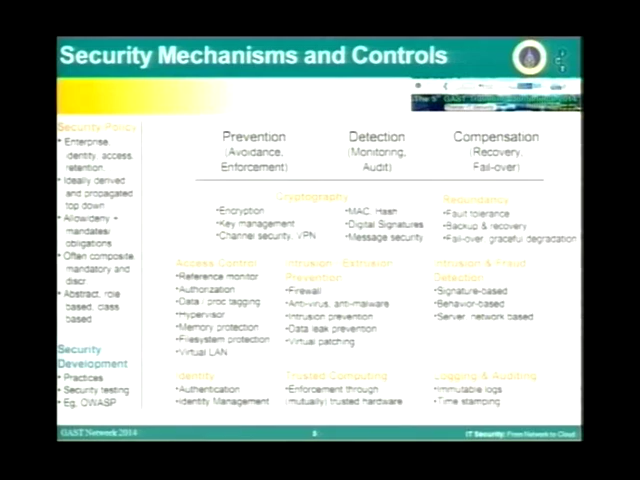 Security Mechanisms and Controls
Security Policy
Enterprise,
identity, access,
retention,
Ideally derived
and propagated
top down
Allow/deny +
mandates/
obligations
Often composite
mandatory and
discr.
Abstract, role
based, class
based
Security
Development
Practices
Security testing
Eg, OWASP
Prevention
(Avoidance,
Enforcement)
Detection
(Monitoring,
Audit)
Compensation
(Recovery,
Fail-over)
Cryptography
Encryption
Key management
Channel security, VPN
MAC, Hash
Digital Signatures
Message security
Redundancy
Fault tolerance
Backup & recovery
Fail-over, graceful degradation
Access Control
Reference monitor
Authorization
Data / proc tagging
Hypervisor
Memory protection
Filesystem protection
Virtual LAN
Intrusion / Extrusion
Prevention
Firewall
Anti-virus, anti-malware
Intrusion prevention
Data leak prevention
Virtual patching
Intrusion & Fraud
Detection
Signature-based
Behavior-based
Server, network based
Identity
Authentication
Identity Management
Trusted Computing
Enforcement through
(mutually) trusted hardware
Logging & Auditing
Immutable logs
Time stamping
GAST Network 2014
8
IT Security: From Network to Cloud